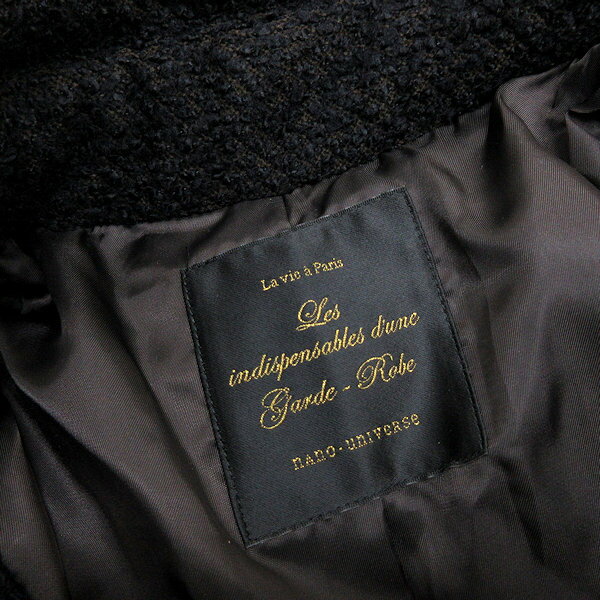 La vie à Paris
Les
indispensables d'une
Garde - Robe
nano·universe